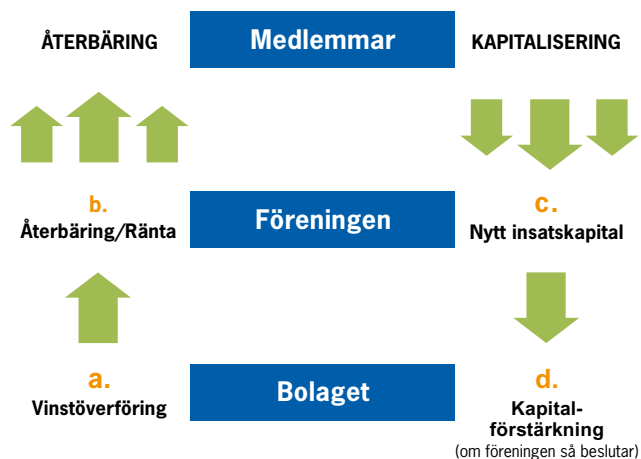 ÅTERBÄRING
Medlemmar
KAPITALISERING
b.
Återbäring/Ränta
Föreningen
c.
Nytt insatskapital
a.
Vinstöverföring
Bolaget
d.
Kapital-
förstärkning
(om föreningen så beslutar)